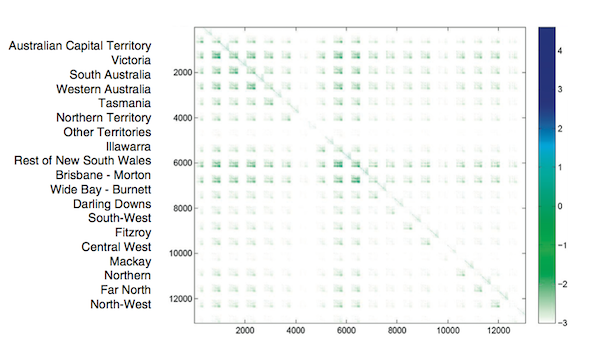 Australian Capital Territory
Victoria
South Australia
Western Australia
Tasmania
Northern Territory
Other Territories
Illawarra
Rest of New South Wales
Brisbane - Morton
Wide Bay - Burnett
Darling Downs
South-West
Fitzroy
Central West
Mackay
Northern
Far North
North-West
2000
4000
6000
8000
10000
12000
2000 4000 6000 8000 10000 12000
4
3
2
1
0
−1
−2
−3